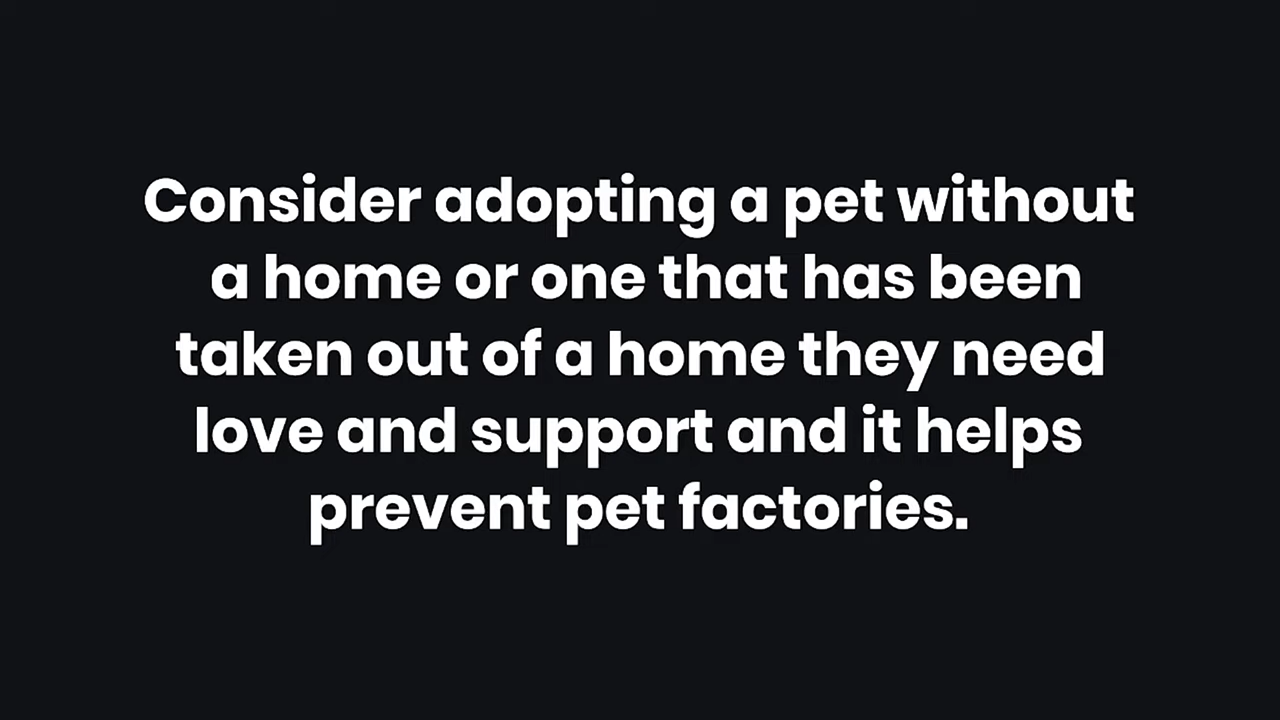 Consider adopting a pet without
a home or one that has been
taken out of a home they need
love and support and it helps
prevent pet factories.